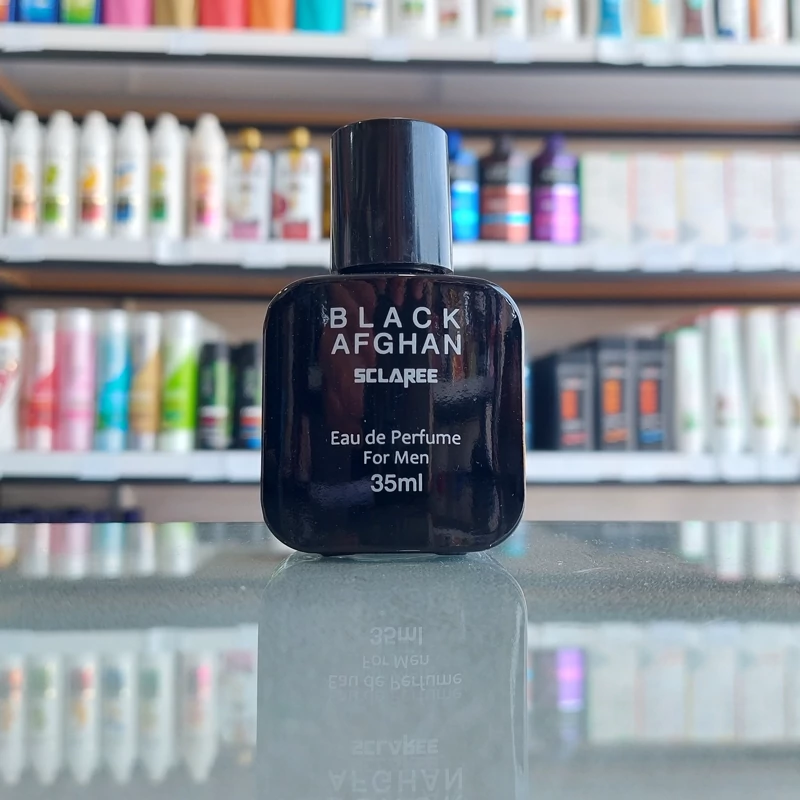 BLACK
AFGHAN
SCLAREE
Eau de Perfume
For Men
35ml